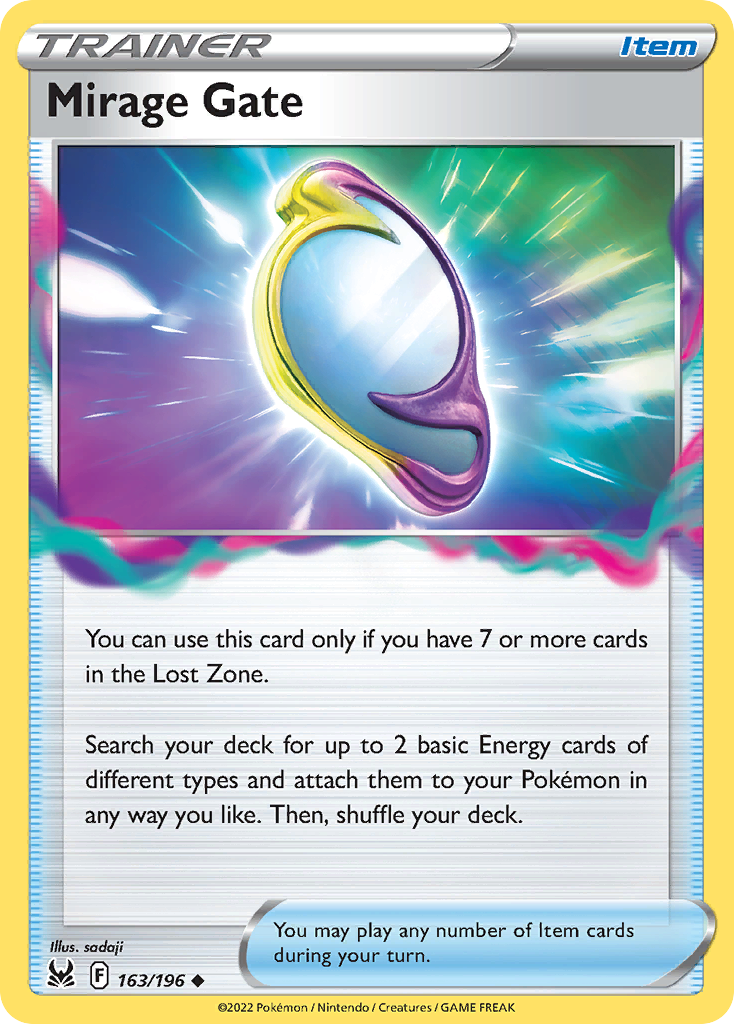 TRAINER
Item
Mirage Gate
You can use this card only if you have 7 or more cards
in the Lost Zone.
Search your deck for up to 2 basic Energy cards of
different types and attach them to your Pokémon in
any way you like. Then, shuffle your deck.
You may play any number of Item cards
during your turn.
Illus. sadaji
F 163/196
©2022 Pokémon / Nintendo / Creatures / GAME FREAK